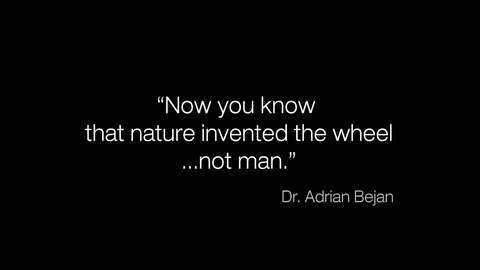 “Now you know
that nature invented the wheel
...not man.”
Dr. Adrian Bejan